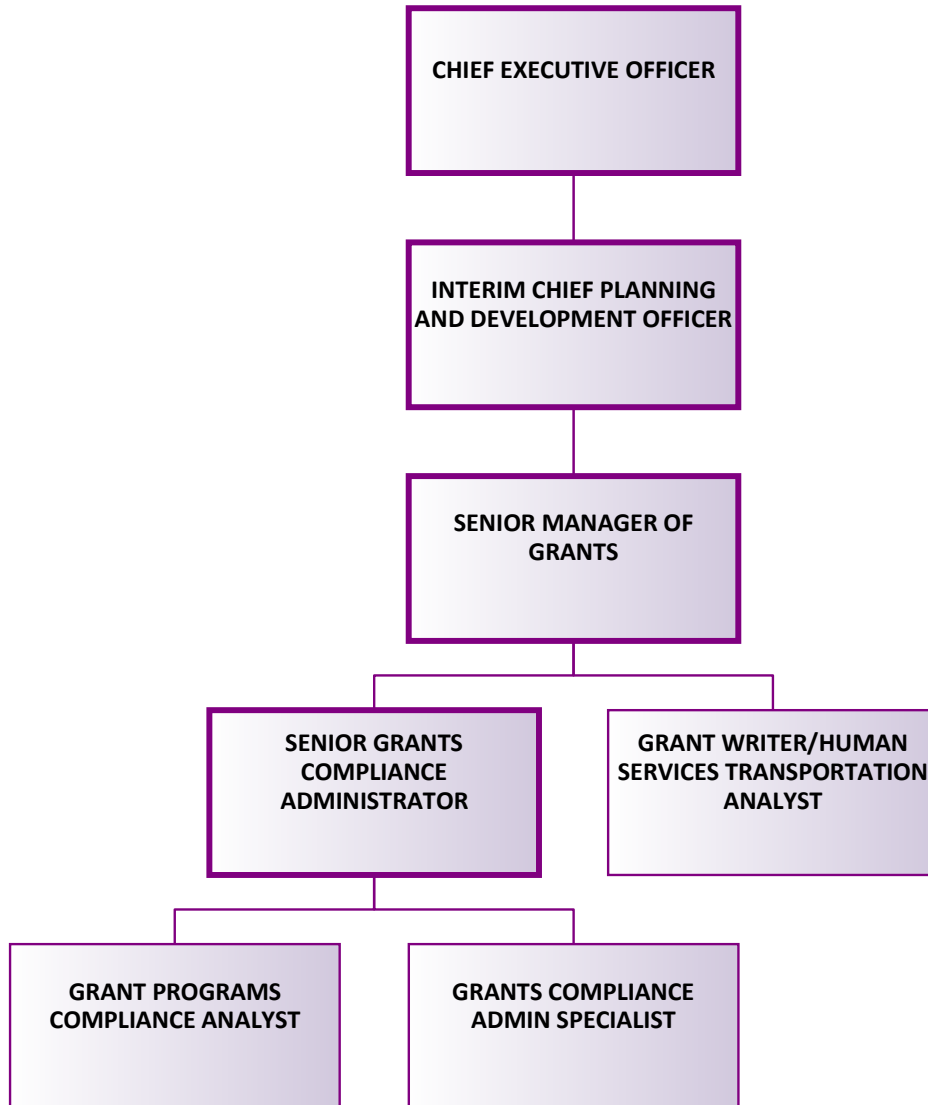 CHIEF EXECUTIVE OFFICER
INTERIM CHIEF PLANNING
AND DEVELOPMENT OFFICER
SENIOR MANAGER OF
GRANTS
SENIOR GRANTS
COMPLIANCE
ADMINISTRATOR
GRANT WRITER/HUMAN
SERVICES TRANSPORTATION
ANALYST
GRANT PROGRAMS
COMPLIANCE ANALYST
GRANTS COMPLIANCE
ADMIN SPECIALIST